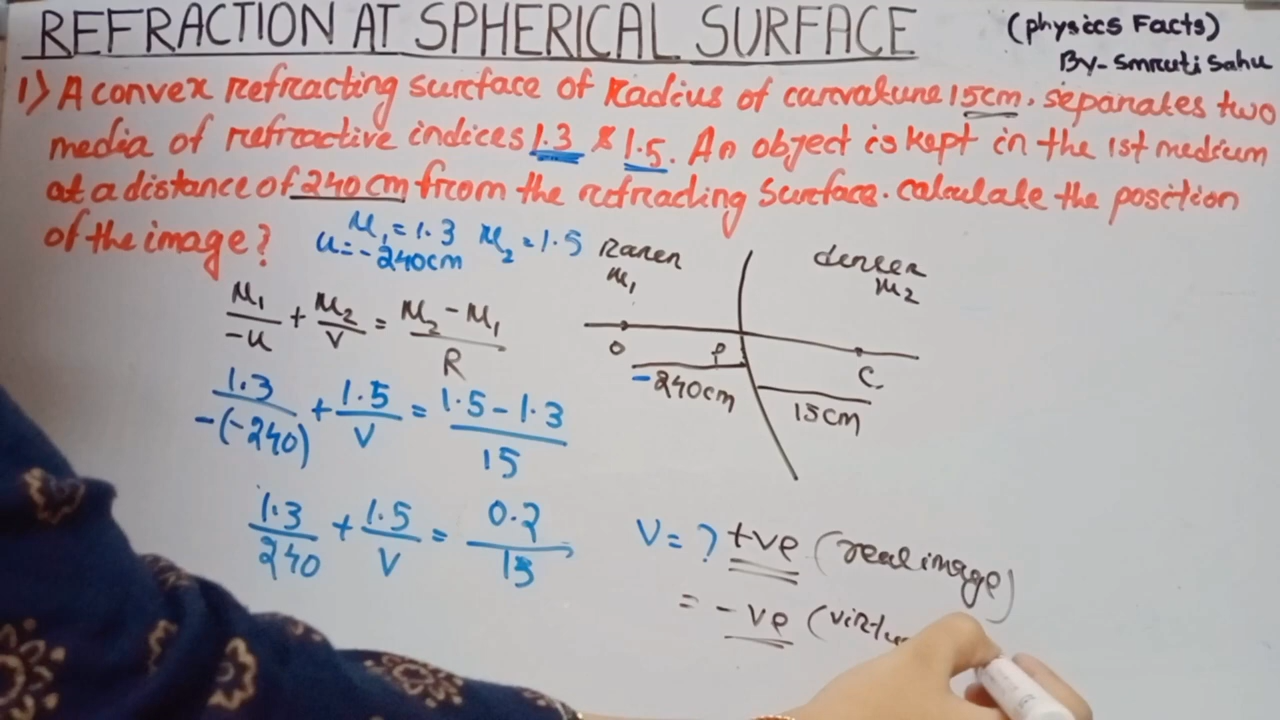 REFRACTION AT SPHERICAL SURFACE
(Physics Facts)
By- Smruti Sahu
1) A convex refracting surface of Radius of curvature 15cm. separates two
media of refractive indices 1.3 & 1.5. An object is kept in the 1st medium
at a distance of 240 cm from the refracting surface. calculate the position
of the image?
μ₁ = 1.3 μ₂ = 1.5
u = -240cm
Rarer
μ₁
denser
μ₂
μ₁/-u + μ₂/v = μ₂ - μ₁/R
O P C
-240cm
15cm
1.3/-(-240) + 1.5/v = 1.5 - 1.3/15
1.3/240 + 1.5/v = 0.2/15
V = ? +ve (real image)
= -ve (virtu